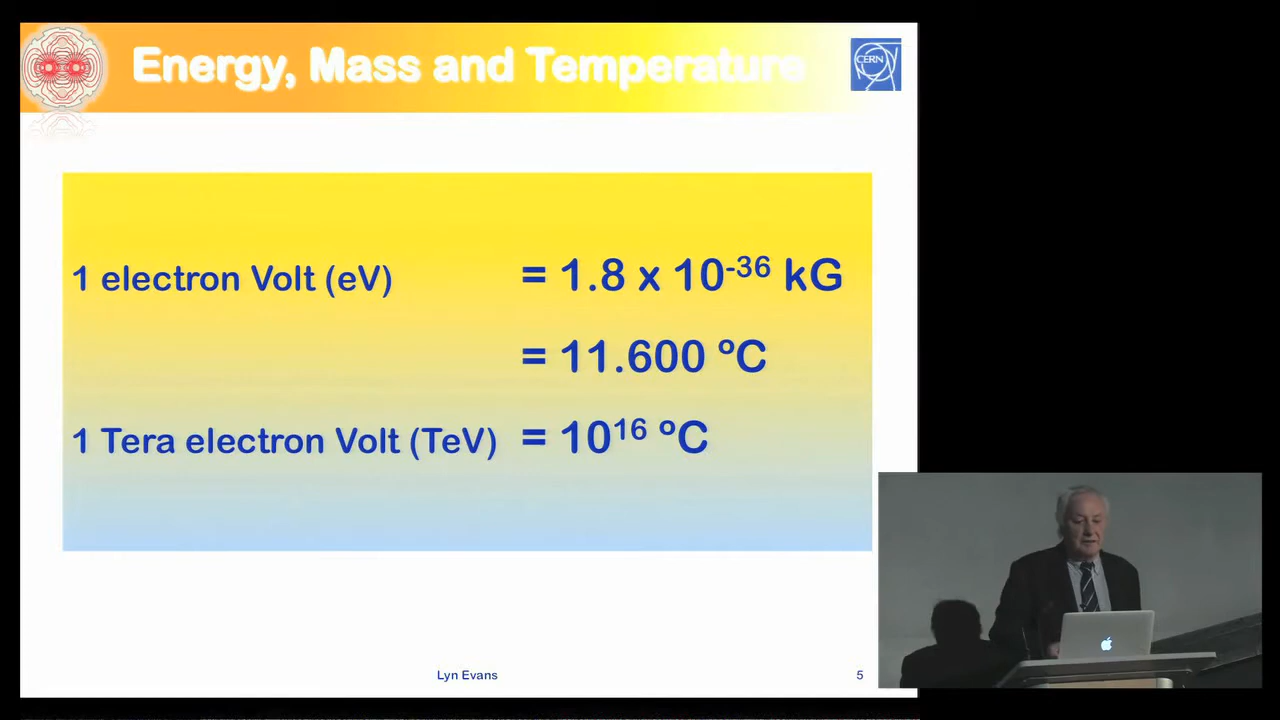 Energy, Mass and Temperature
CERN
1 electron Volt (eV) = 1.8 x 10⁻³⁶ kG
= 11.600 ºC
1 Tera electron Volt (TeV) = 10¹⁶ ºC
Lyn Evans 5